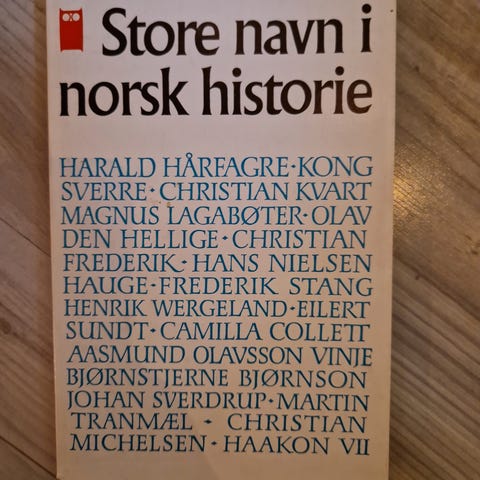 Store navn i
norsk historie
HARALD HÅRFAGRE · KONG
SVERRE · CHRISTIAN KVART
MAGNUS LAGABØTER · OLAV
DEN HELLIGE · CHRISTIAN
FREDERIK · HANS NIELSEN
HAUGE · FREDERIK STANG
HENRIK WERGELAND · EILERT
SUNDT · CAMILLA COLLETT
AASMUND OLAVSSON VINJE
BJØRNSTJERNE BJØRNSON
JOHAN SVERDRUP · MARTIN
TRANMÆL · CHRISTIAN
MICHELSEN · HAAKON VII